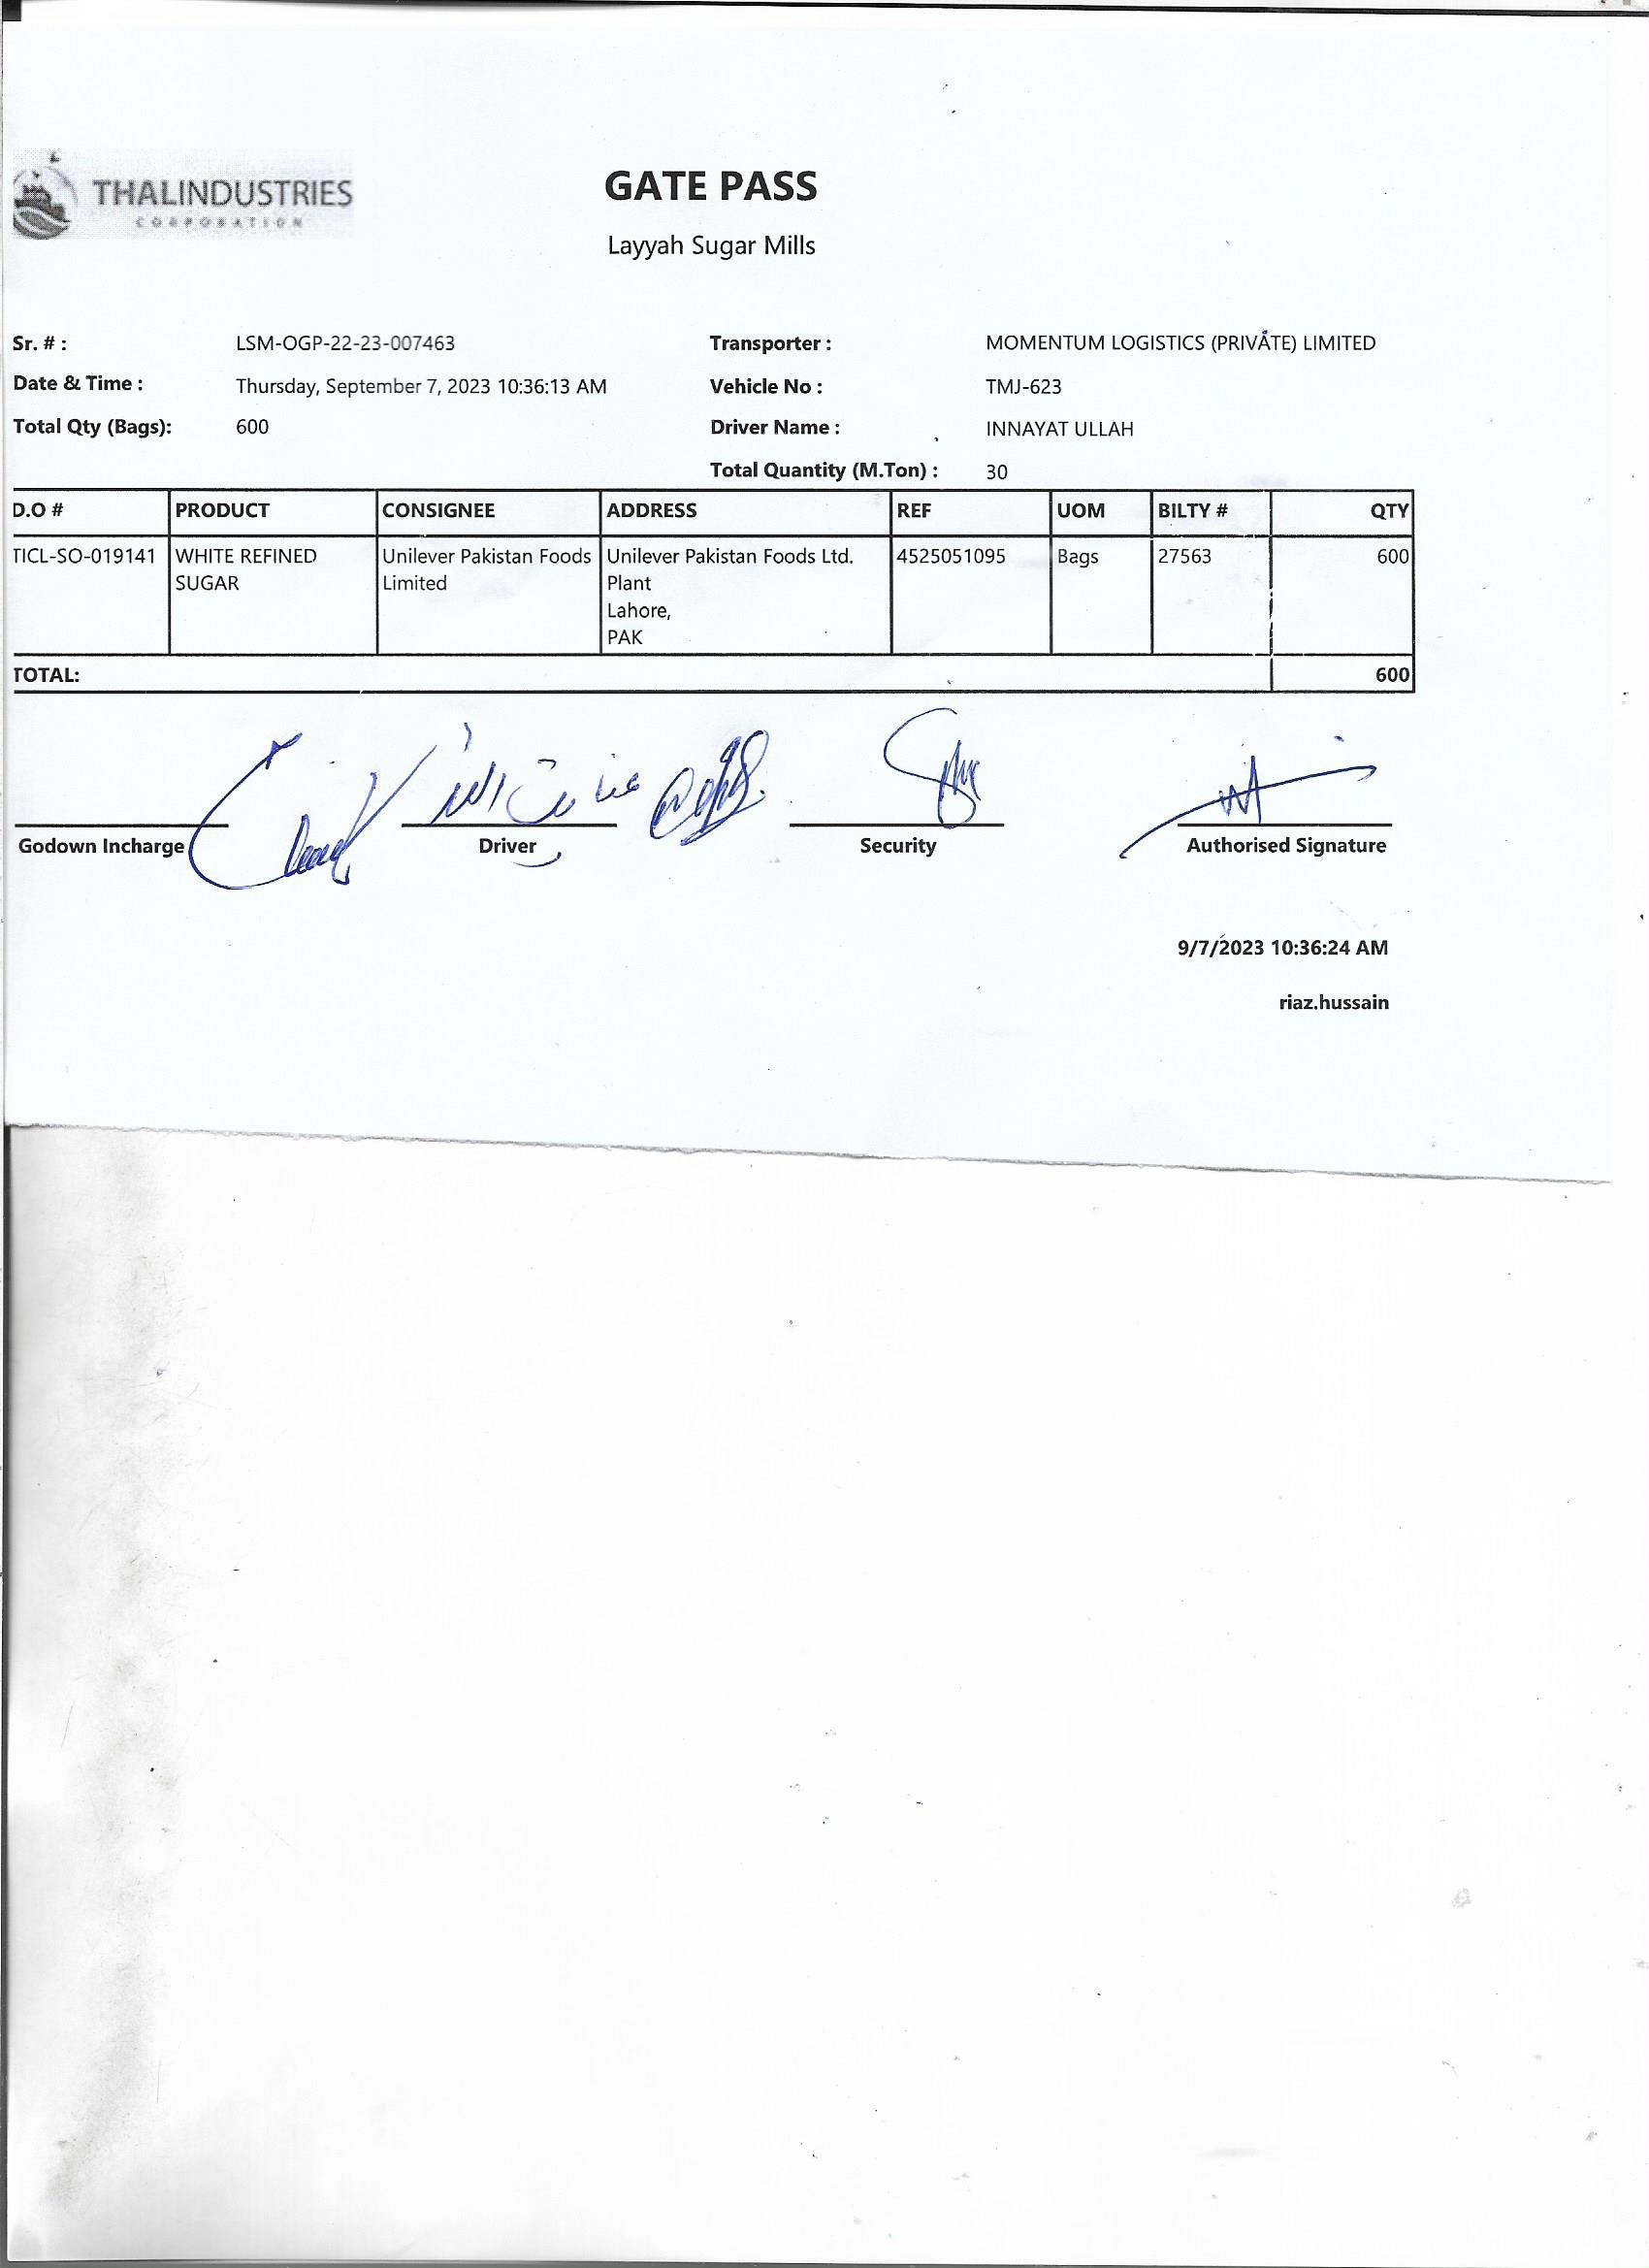 THALINDUSTRIES
CORPORATION
GATE PASS
Layyah Sugar Mills
Sr. # : LSM-OGP-22-23-007463 Transporter : MOMENTUM LOGISTICS (PRIVATE) LIMITED
Date & Time : Thursday, September 7, 2023 10:36:13 AM Vehicle No : TMJ-623
Total Qty (Bags): 600 Driver Name : INNAYAT ULLAH
Total Quantity (M.Ton) : 30
D.O # PRODUCT CONSIGNEE ADDRESS REF UOM BILTY # QTY
TICL-SO-019141 WHITE REFINED Unilever Pakistan Foods Unilever Pakistan Foods Ltd. 4525051095 Bags 27563 600
SUGAR Limited Plant
Lahore,
PAK
TOTAL: 600
عنایت اللہ
Godown Incharge Driver Security Authorised Signature
9/7/2023 10:36:24 AM
riaz.hussain